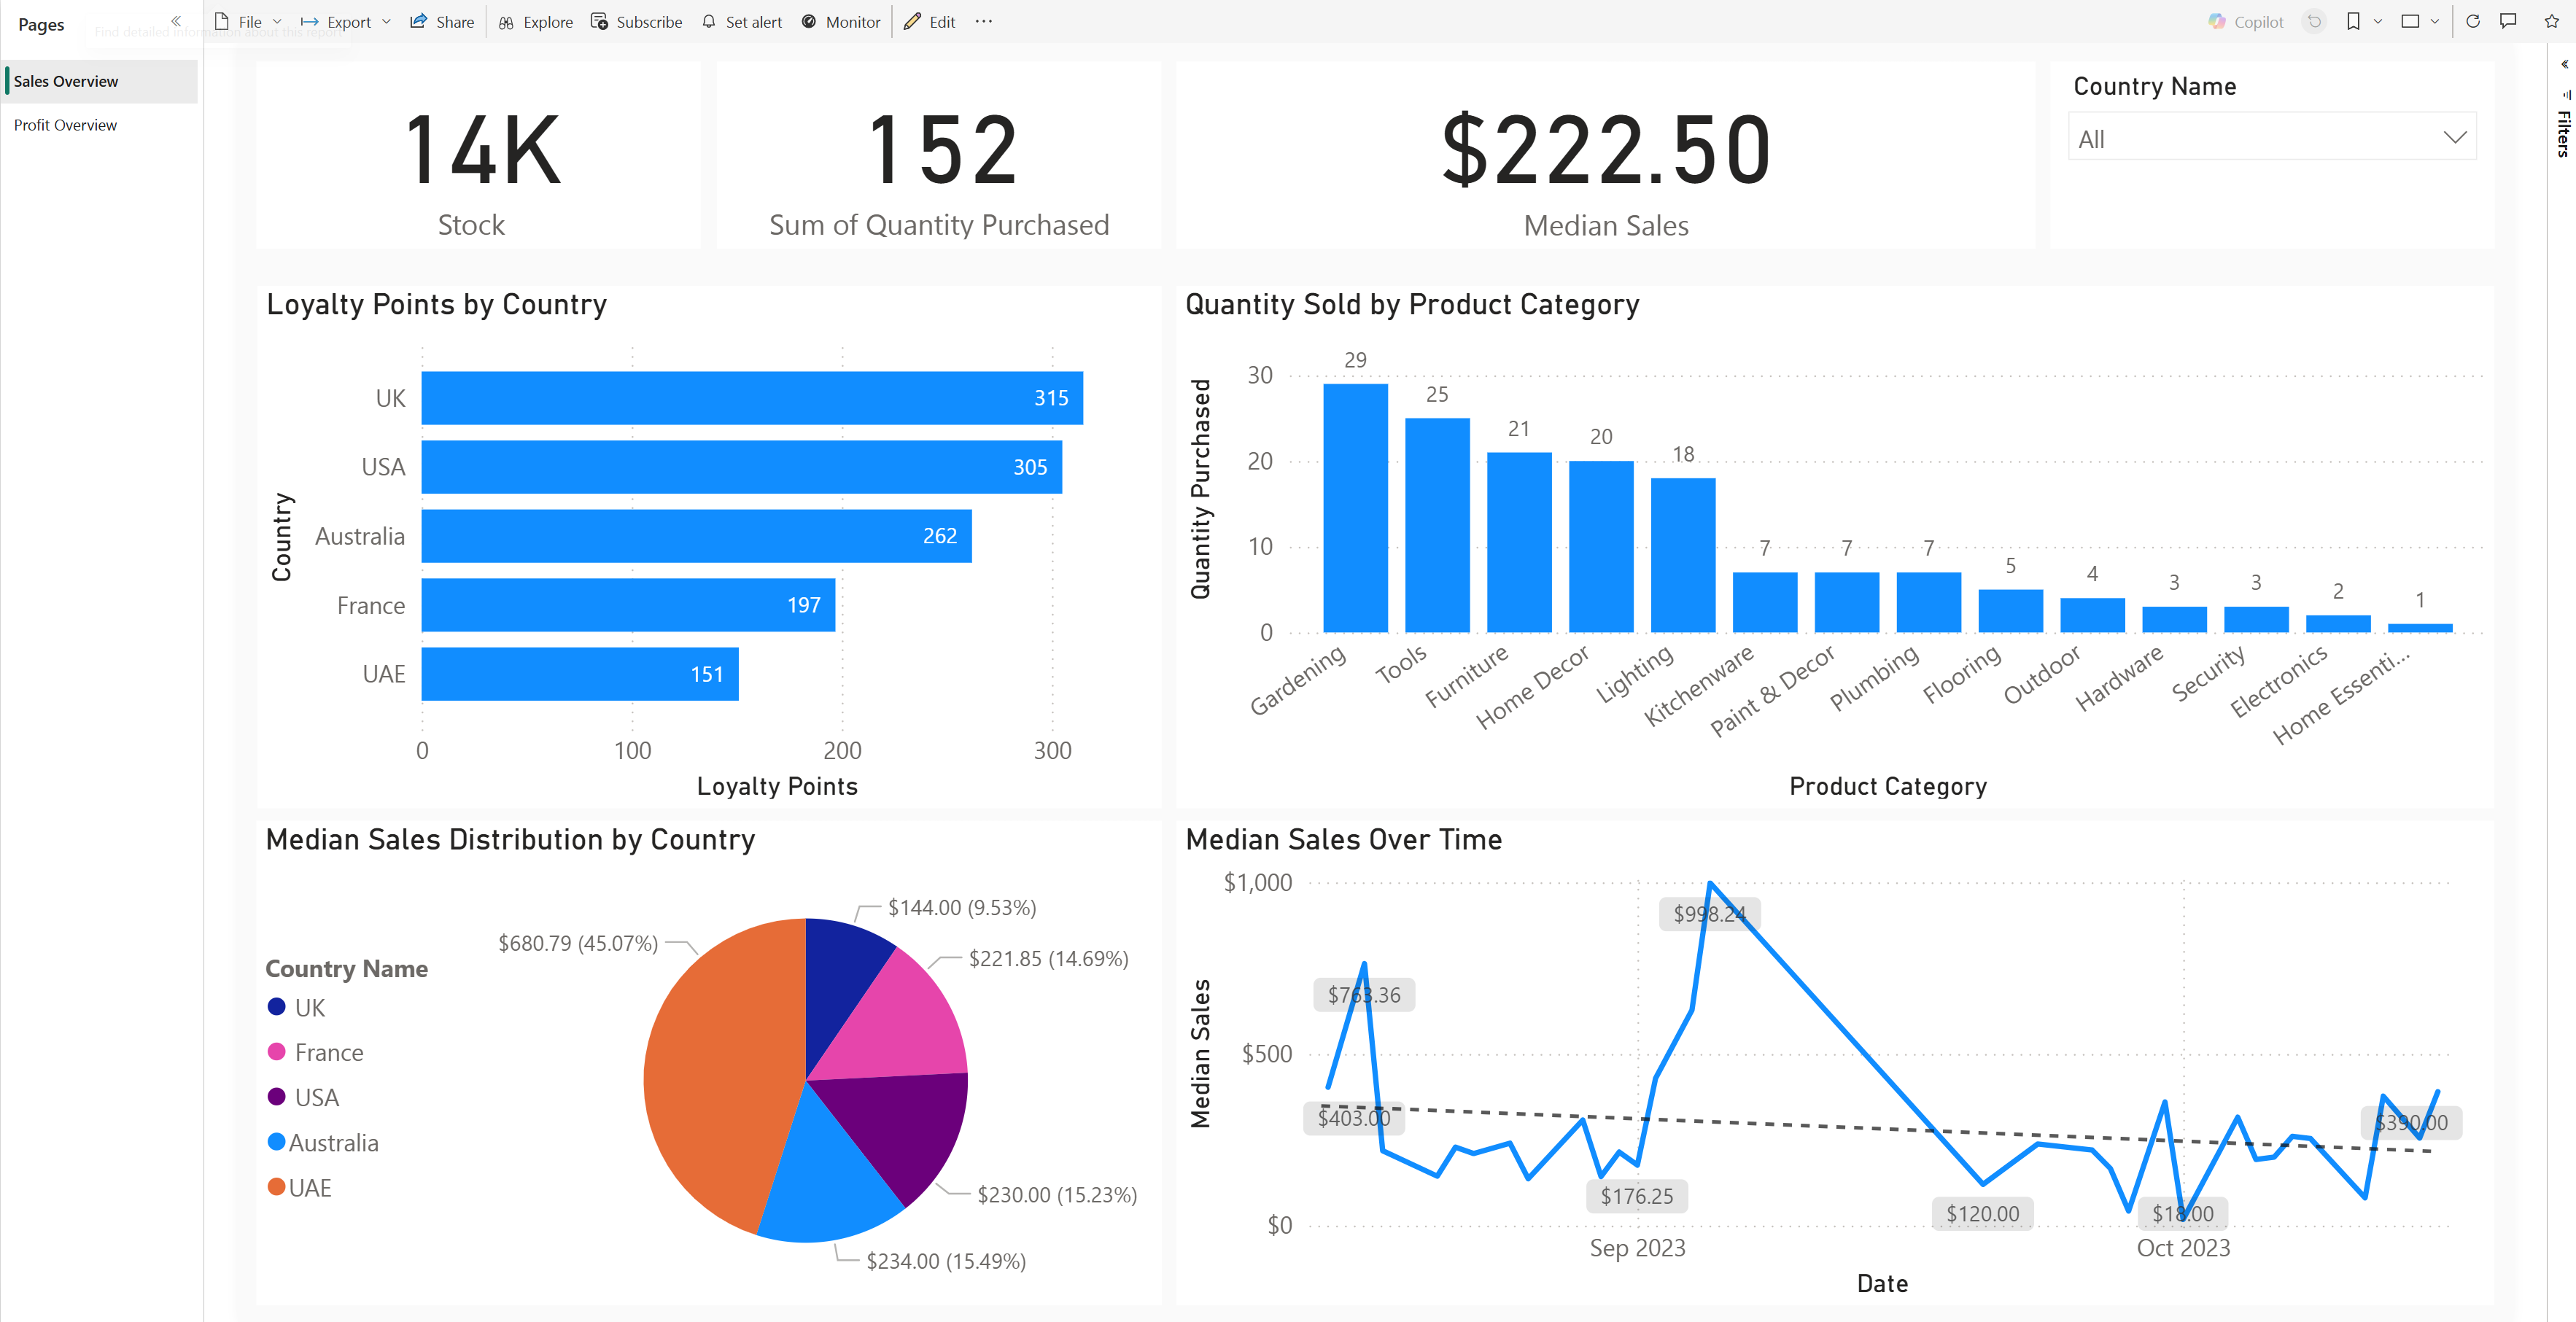 Pages
Find detailed information about this report
File
Export
Share
Explore
Subscribe
Set alert
Monitor
Edit
Copilot
Sales Overview
Profit Overview
Filters
14K
Stock
152
Sum of Quantity Purchased
$222.50
Median Sales
Country Name
All
Loyalty Points by Country
Country
UK
315
USA
305
Australia
262
France
197
UAE
151
0 100 200 300
Loyalty Points
Quantity Sold by Product Category
Quantity Purchased
30
20
10
0
29 25 21 20 18 7 7 7 5 4 3 3 2 1
Gardening
Tools
Furniture
Home Decor
Lighting
Kitchenware
Paint & Decor
Plumbing
Flooring
Outdoor
Hardware
Security
Electronics
Home Essenti...
Product Category
Median Sales Distribution by Country
Country Name
UK
France
USA
Australia
UAE
$144.00 (9.53%)
$221.85 (14.69%)
$230.00 (15.23%)
$234.00 (15.49%)
$680.79 (45.07%)
Median Sales Over Time
Median Sales
$1,000
$500
$0
$403.00
$763.36
$176.25
$998.24
$120.00
$18.00
$390.00
Sep 2023
Oct 2023
Date